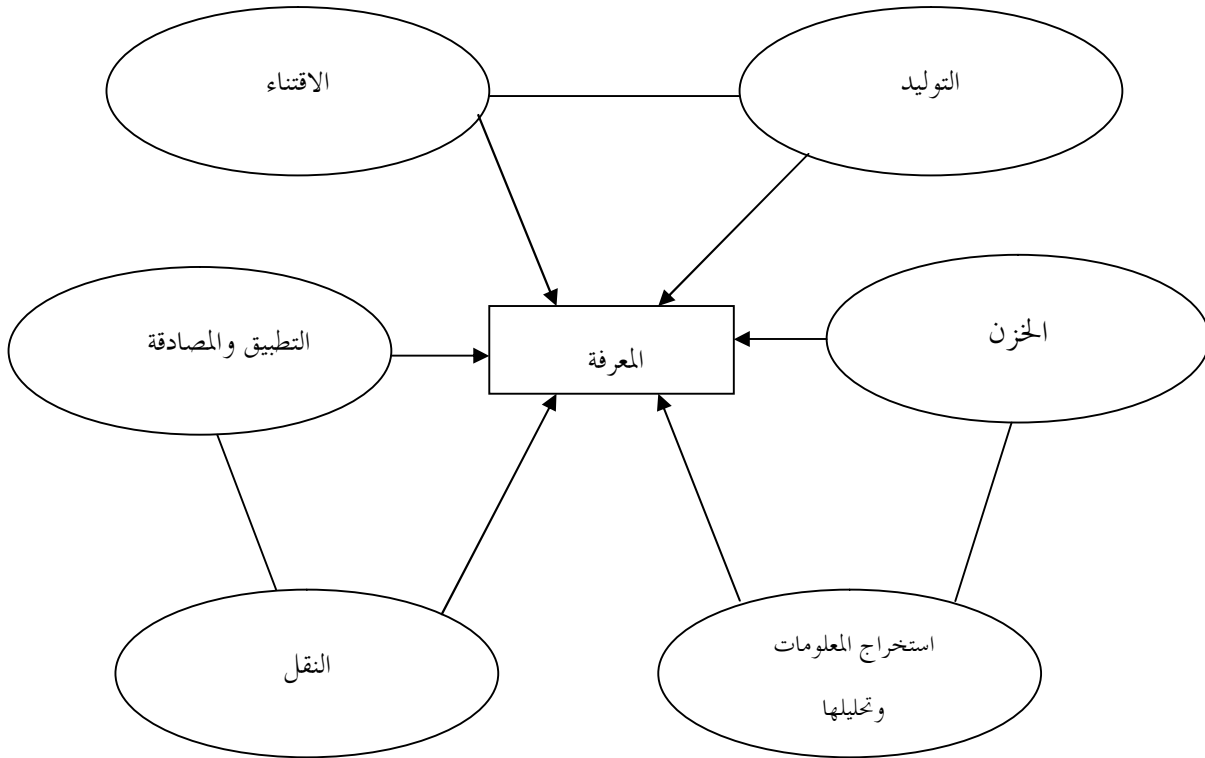 التوليد
الاقتناء
الخزن
التطبيق والمصادقة
المعرفة
استخراج المعلومات
وتحليلها
النقل